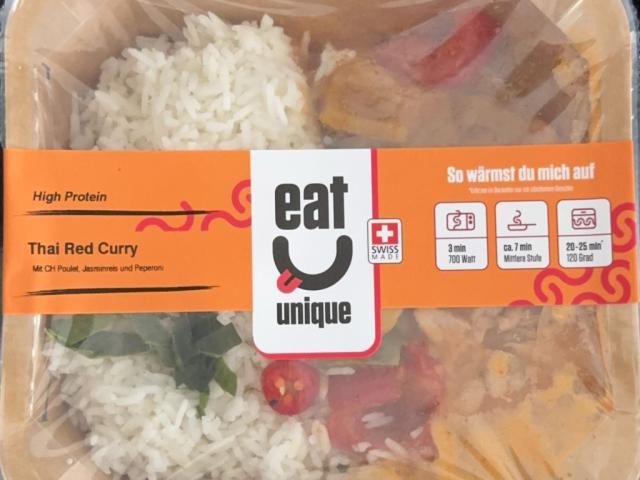 High Protein
Thai Red Curry
Mit CH Poulet, Jasminreis und Peperoni
eat
unique
SWISS
MADE
So wärmst du mich auf
3 min
700 Watt
ca. 7 min
Mittlere Stufe
20-25 min*
120 Grad